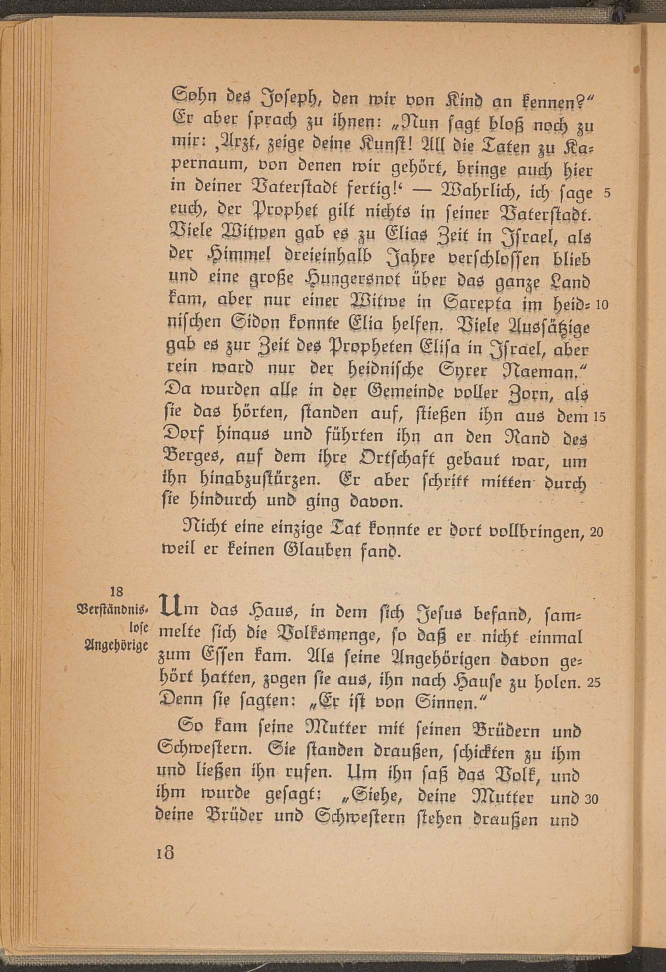 Sohn des Joseph, den wir von Kind an kennen?“
Er aber sprach zu ihnen: „Nun sagt bloß noch zu
mir: ‚Arzt, zeige deine Kunst! All die Taten zu Ka-
pernaum, von denen wir gehört, bringe auch hier
in deiner Vaterstadt fertig!‘ — Wahrlich, ich sage 5
euch, der Prophet gilt nichts in seiner Vaterstadt.
Viele Witwen gab es zu Elias Zeit in Israel, als
der Himmel dreieinhalb Jahre verschlossen blieb
und eine große Hungersnot über das ganze Land
kam, aber nur einer Witwe in Sarepta im heid- 10
nischen Sidon konnte Elia helfen. Viele Aussätzige
gab es zur Zeit des Propheten Elisa in Israel, aber
rein ward nur der heidnische Syrer Naeman.“
Da wurden alle in der Gemeinde voller Zorn, als
sie das hörten, standen auf, stießen ihn aus dem 15
Dorf hinaus und führten ihn an den Rand des
Berges, auf dem ihre Ortschaft gebaut war, um
ihn hinabzustürzen. Er aber schritt mitten durch
sie hindurch und ging davon.
Nicht eine einzige Tat konnte er dort vollbringen, 20
weil er keinen Glauben fand.
18
Verständnis-
lose
Angehörige
Um das Haus, in dem sich Jesus befand, sam-
melte sich die Volksmenge, so daß er nicht einmal
zum Essen kam. Als seine Angehörigen davon ge-
hört hatten, zogen sie aus, ihn nach Hause zu holen. 25
Denn sie sagten: „Er ist von Sinnen.“
So kam seine Mutter mit seinen Brüdern und
Schwestern. Sie standen draußen, schickten zu ihm
und ließen ihn rufen. Um ihn saß das Volk, und
ihm wurde gesagt: „Siehe, deine Mutter und 30
deine Brüder und Schwestern stehen draußen und
18